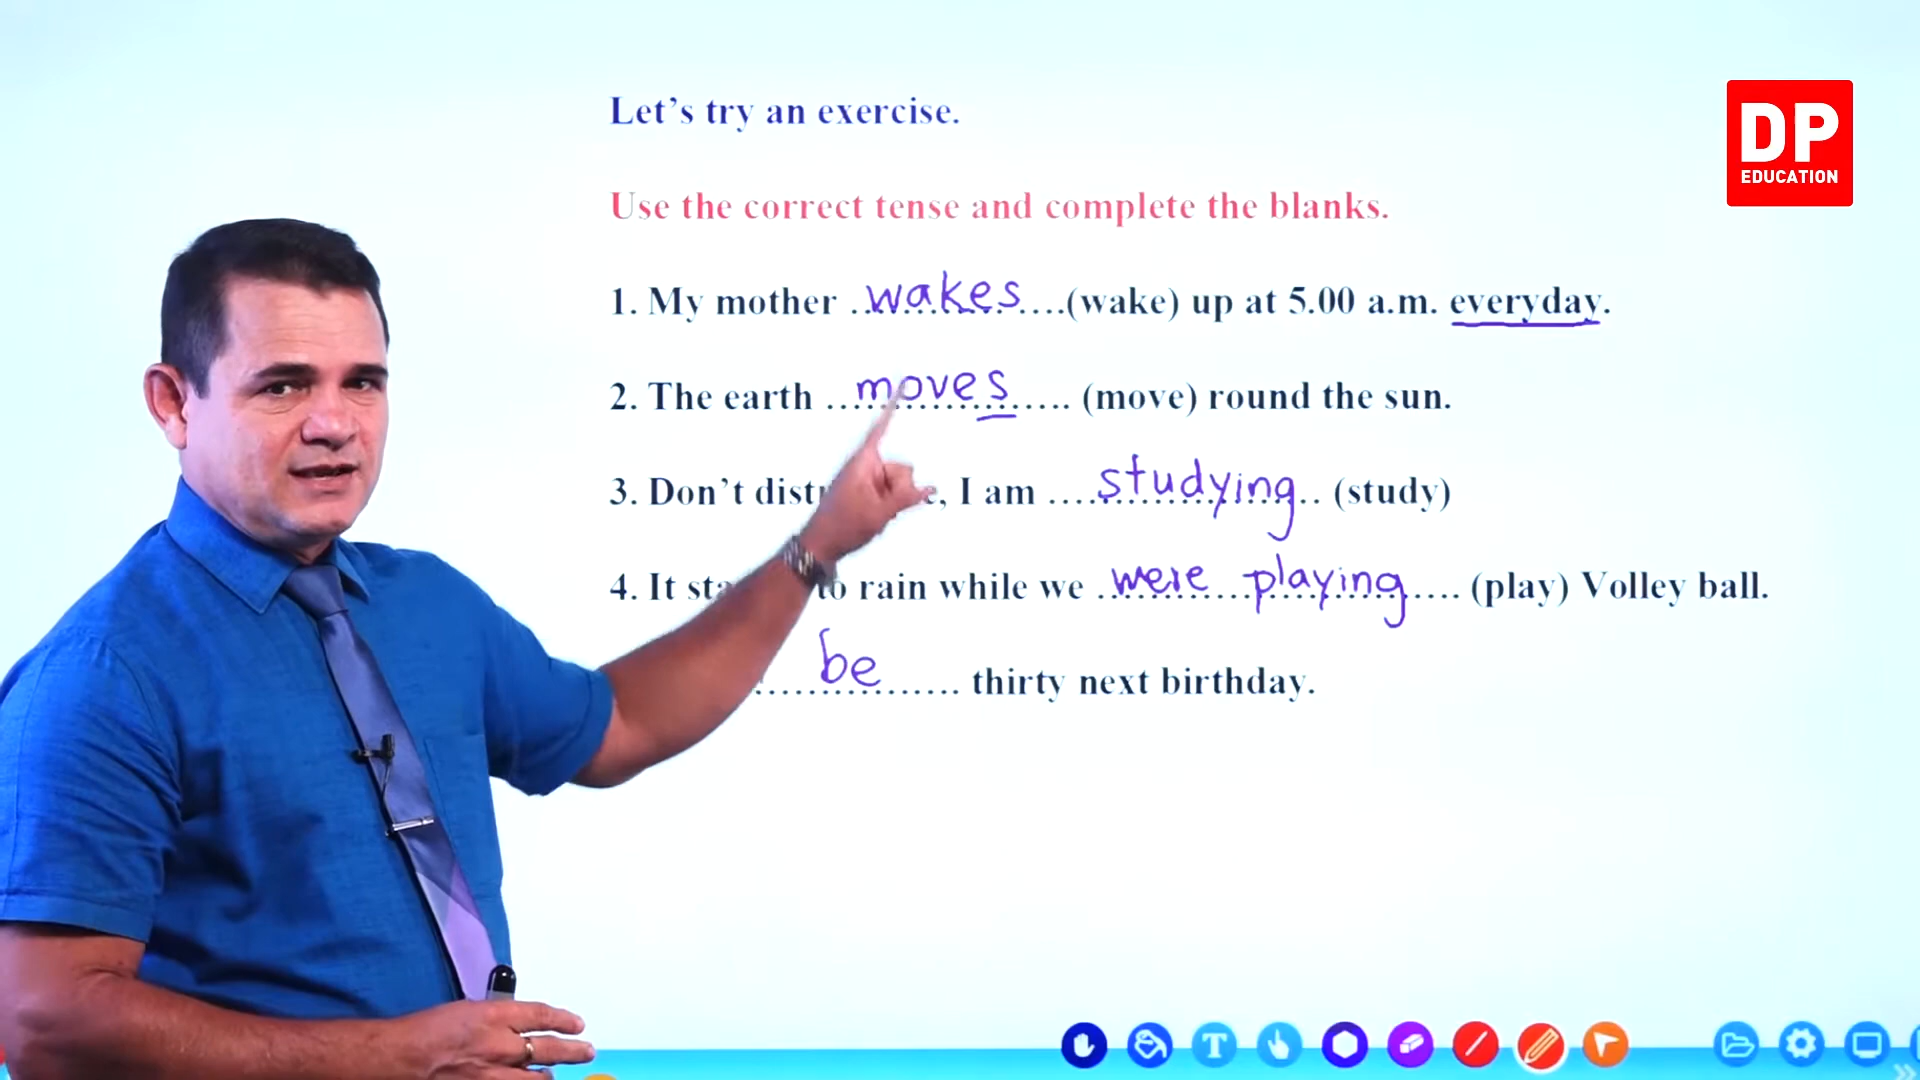 Let's try an exercise.
DP
EDUCATION
Use the correct tense and complete the blanks.
1. My mother ..wakes....(wake) up at 5.00 a.m. everyday.
2. The earth ...moves.... (move) round the sun.
3. Don't I am ....studying.. (study)
4. It to rain while we ..were playing.... (play) Volley ball.
....be...... thirty next birthday.